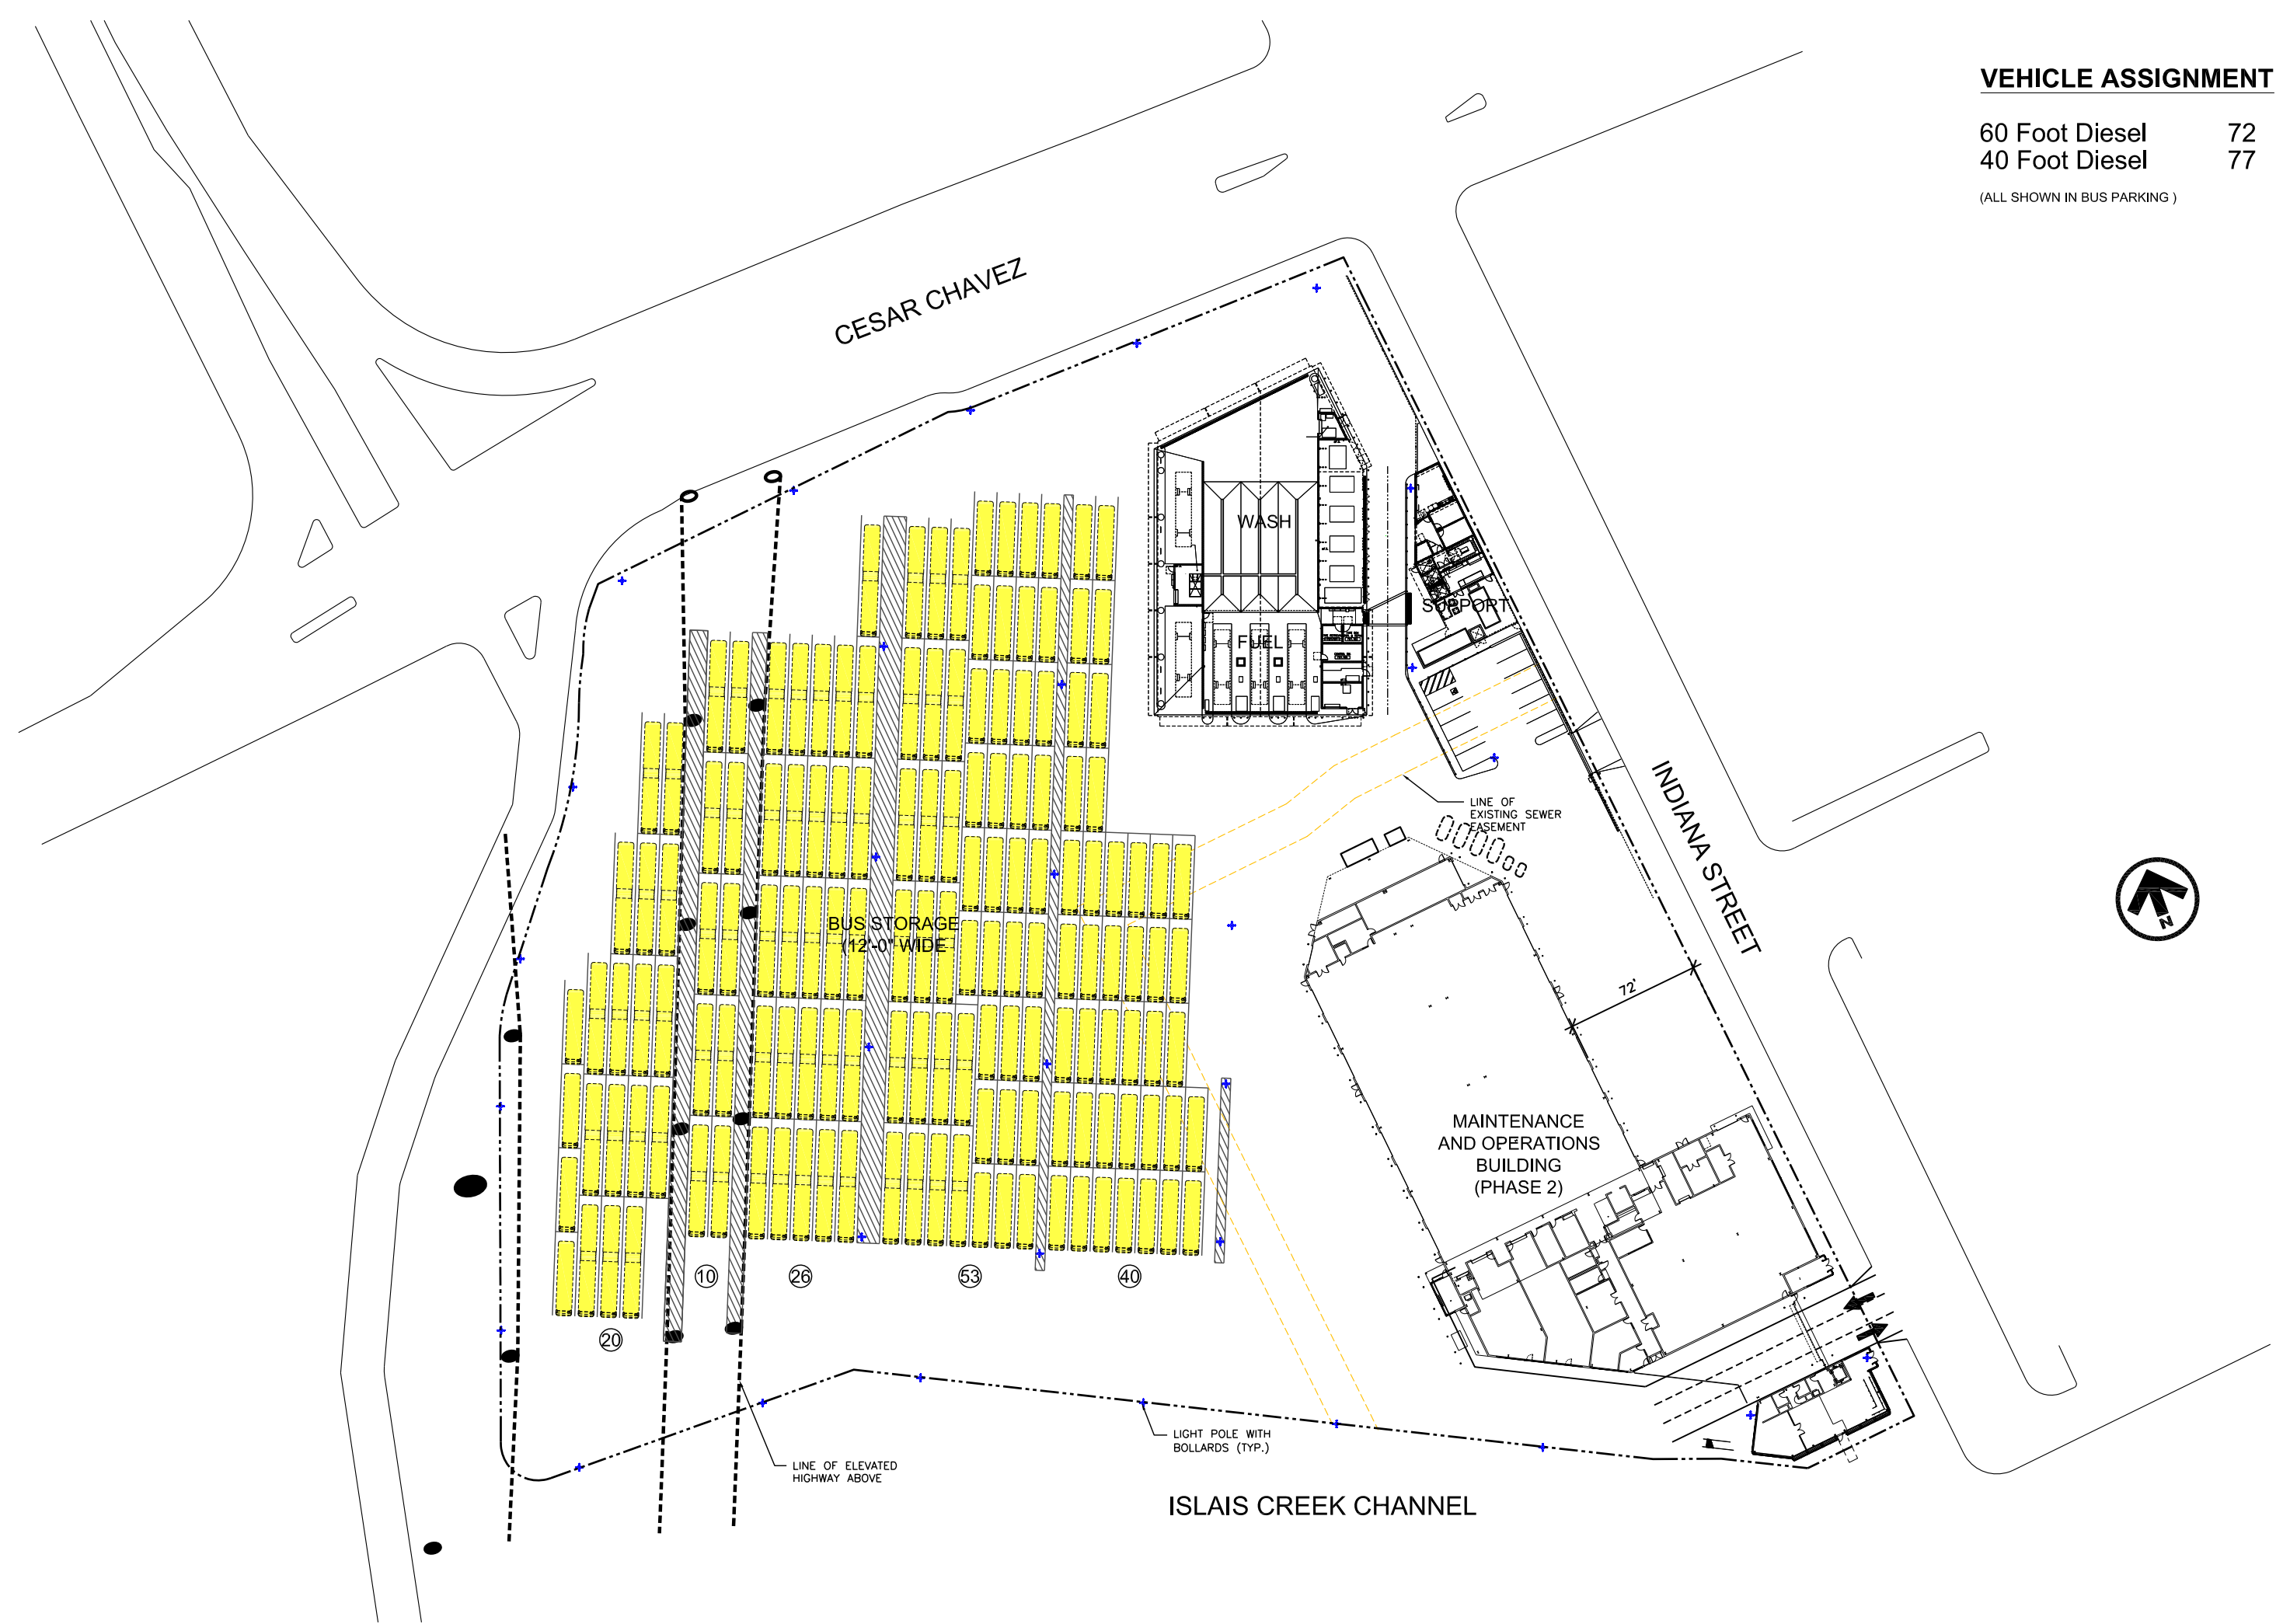 VEHICLE ASSIGNMENT
60 Foot Diesel 72
40 Foot Diesel 77
(ALL SHOWN IN BUS PARKING )
CESAR CHAVEZ
WASH
SUPPORT
FUEL
LINE OF
EXISTING SEWER
EASEMENT
INDIANA STREET
BUS STORAGE
(12'-0" WIDE
N
72'
MAINTENANCE
AND OPERATIONS
BUILDING
(PHASE 2)
10
26
53
40
20
LIGHT POLE WITH
BOLLARDS (TYP.)
LINE OF ELEVATED
HIGHWAY ABOVE
ISLAIS CREEK CHANNEL